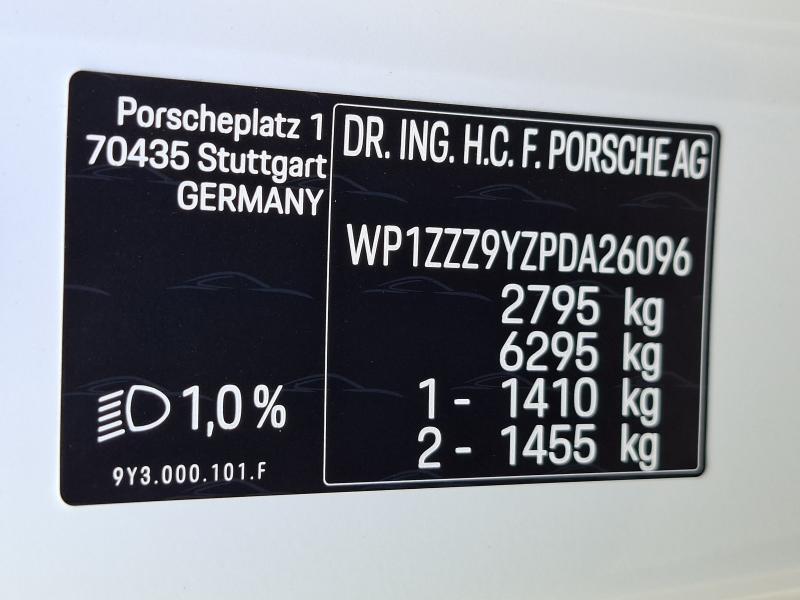 Porscheplatz 1
70435 Stuttgart
GERMANY
1,0 %
9Y3.000.101.F
DR. ING. H.C. F. PORSCHE AG
WP1ZZZ9YZPDA26096
2795 kg
6295 kg
1 - 1410 kg
2 - 1455 kg